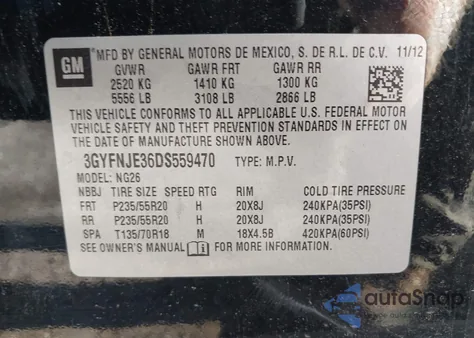 GM
MFD BY GENERAL MOTORS DE MEXICO, S. DE R.L. DE C.V. 11/12
GVWR GAWR FRT GAWR RR
2520 KG 1410 KG 1300 KG
5556 LB 3108 LB 2866 LB
THIS VEHICLE CONFORMS TO ALL APPLICABLE U.S. FEDERAL MOTOR
VEHICLE SAFETY AND THEFT PREVENTION STANDARDS IN EFFECT ON
THE DATE OF MANUFACTURE SHOWN ABOVE.
3GYFNJE36DS559470 TYPE: M.P.V.
MODEL: NG26
NBBJ TIRE SIZE SPEED RTG RIM COLD TIRE PRESSURE
FRT P235/55R20 H 20X8J 240KPA(35PSI)
RR P235/55R20 H 20X8J 240KPA(35PSI)
SPA T135/70R18 M 18X4.5B 420KPA(60PSI)
SEE OWNER'S MANUAL FOR MORE INFORMATION.
autoSnap